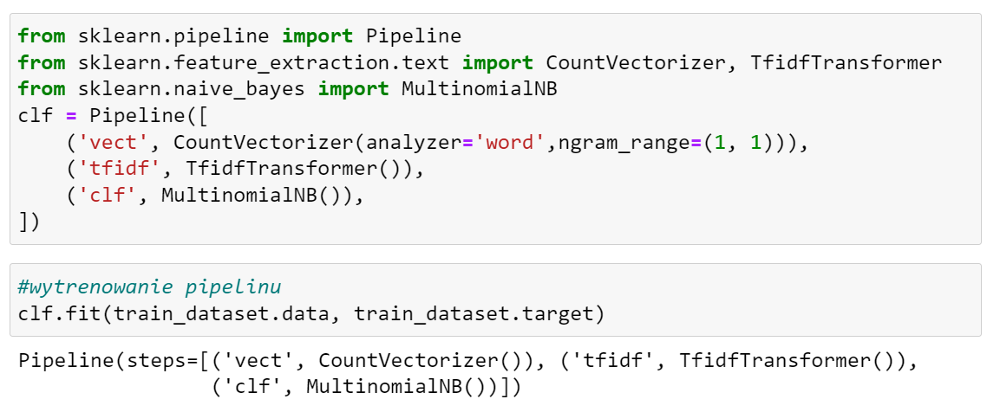 from sklearn.pipeline import Pipeline
from sklearn.feature_extraction.text import CountVectorizer, TfidfTransformer
from sklearn.naive_bayes import MultinomialNB
clf = Pipeline([
    ('vect', CountVectorizer(analyzer='word',ngram_range=(1, 1))),
    ('tfidf', TfidfTransformer()),
    ('clf', MultinomialNB()),
])
#wytrenowanie pipelinu
clf.fit(train_dataset.data, train_dataset.target)
Pipeline(steps=[('vect', CountVectorizer()), ('tfidf', TfidfTransformer()),
                ('clf', MultinomialNB())])